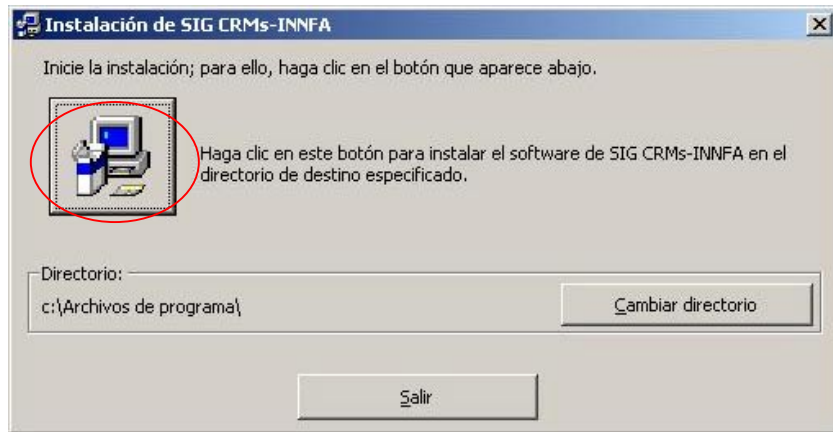 Instalación de SIG CRMs-INNFA
Inicie la instalación; para ello, haga clic en el botón que aparece abajo.
Haga clic en este botón para instalar el software de SIG CRMs-INNFA en el
directorio de destino especificado.
Directorio:
c:\Archivos de programa\
Cambiar directorio
Salir